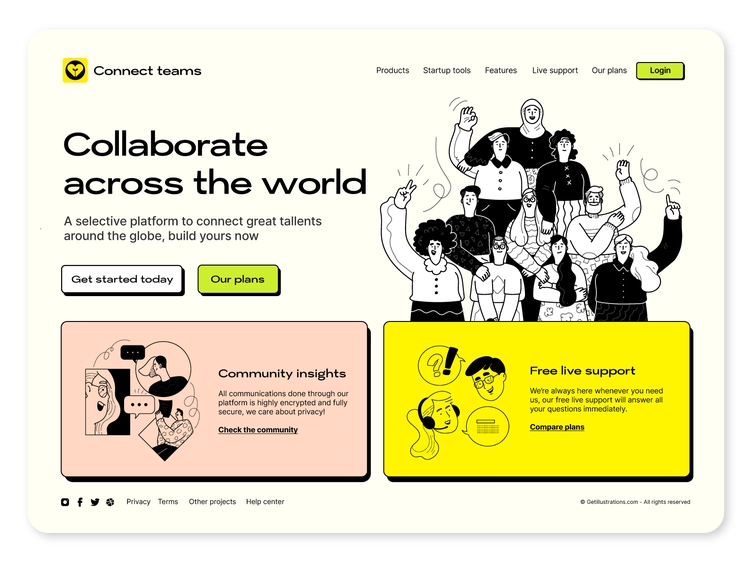 Connect teams
Products Startup tools Features Live support Our plans Login
Collaborate
across the world
A selective platform to connect great tallents
around the globe, build yours now
Get started today Our plans
Community insights
All communications done through our
platform is highly encrypted and fully
secure, we care about privacy!
Check the community
?!
Free live support
We're always here whenever you need
us, our free live support will answer all
your questions immediately.
Compare plans
Privacy Terms Other projects Help center
© Getillustrations.com - All rights reserved